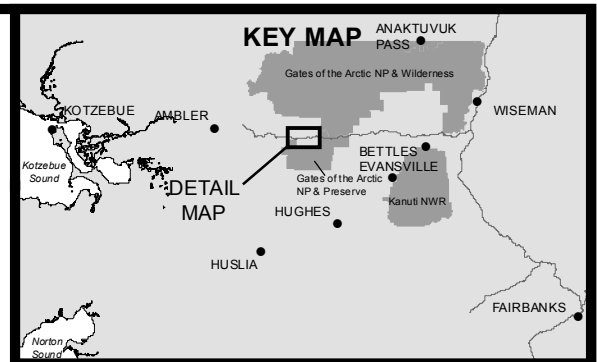 KEY MAP
ANAKTUVUK
PASS
Gates of the Arctic NP & Wilderness
KOTZEBUE
AMBLER
WISEMAN
Kotzebue
Sound
BETTLES
EVANSVILLE
DETAIL
MAP
Gates of the Arctic
NP & Preserve
Kanuti NWR
HUGHES
HUSLIA
FAIRBANKS
Norton
Sound